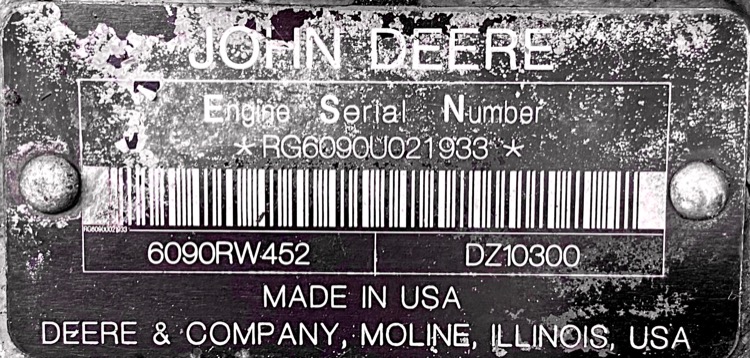 JOHN DEERE
Engine Serial Number
* RG6090U021933 *
RG6090U021933
6090RW452 DZ10300
MADE IN USA
DEERE & COMPANY, MOLINE, ILLINOIS, USA